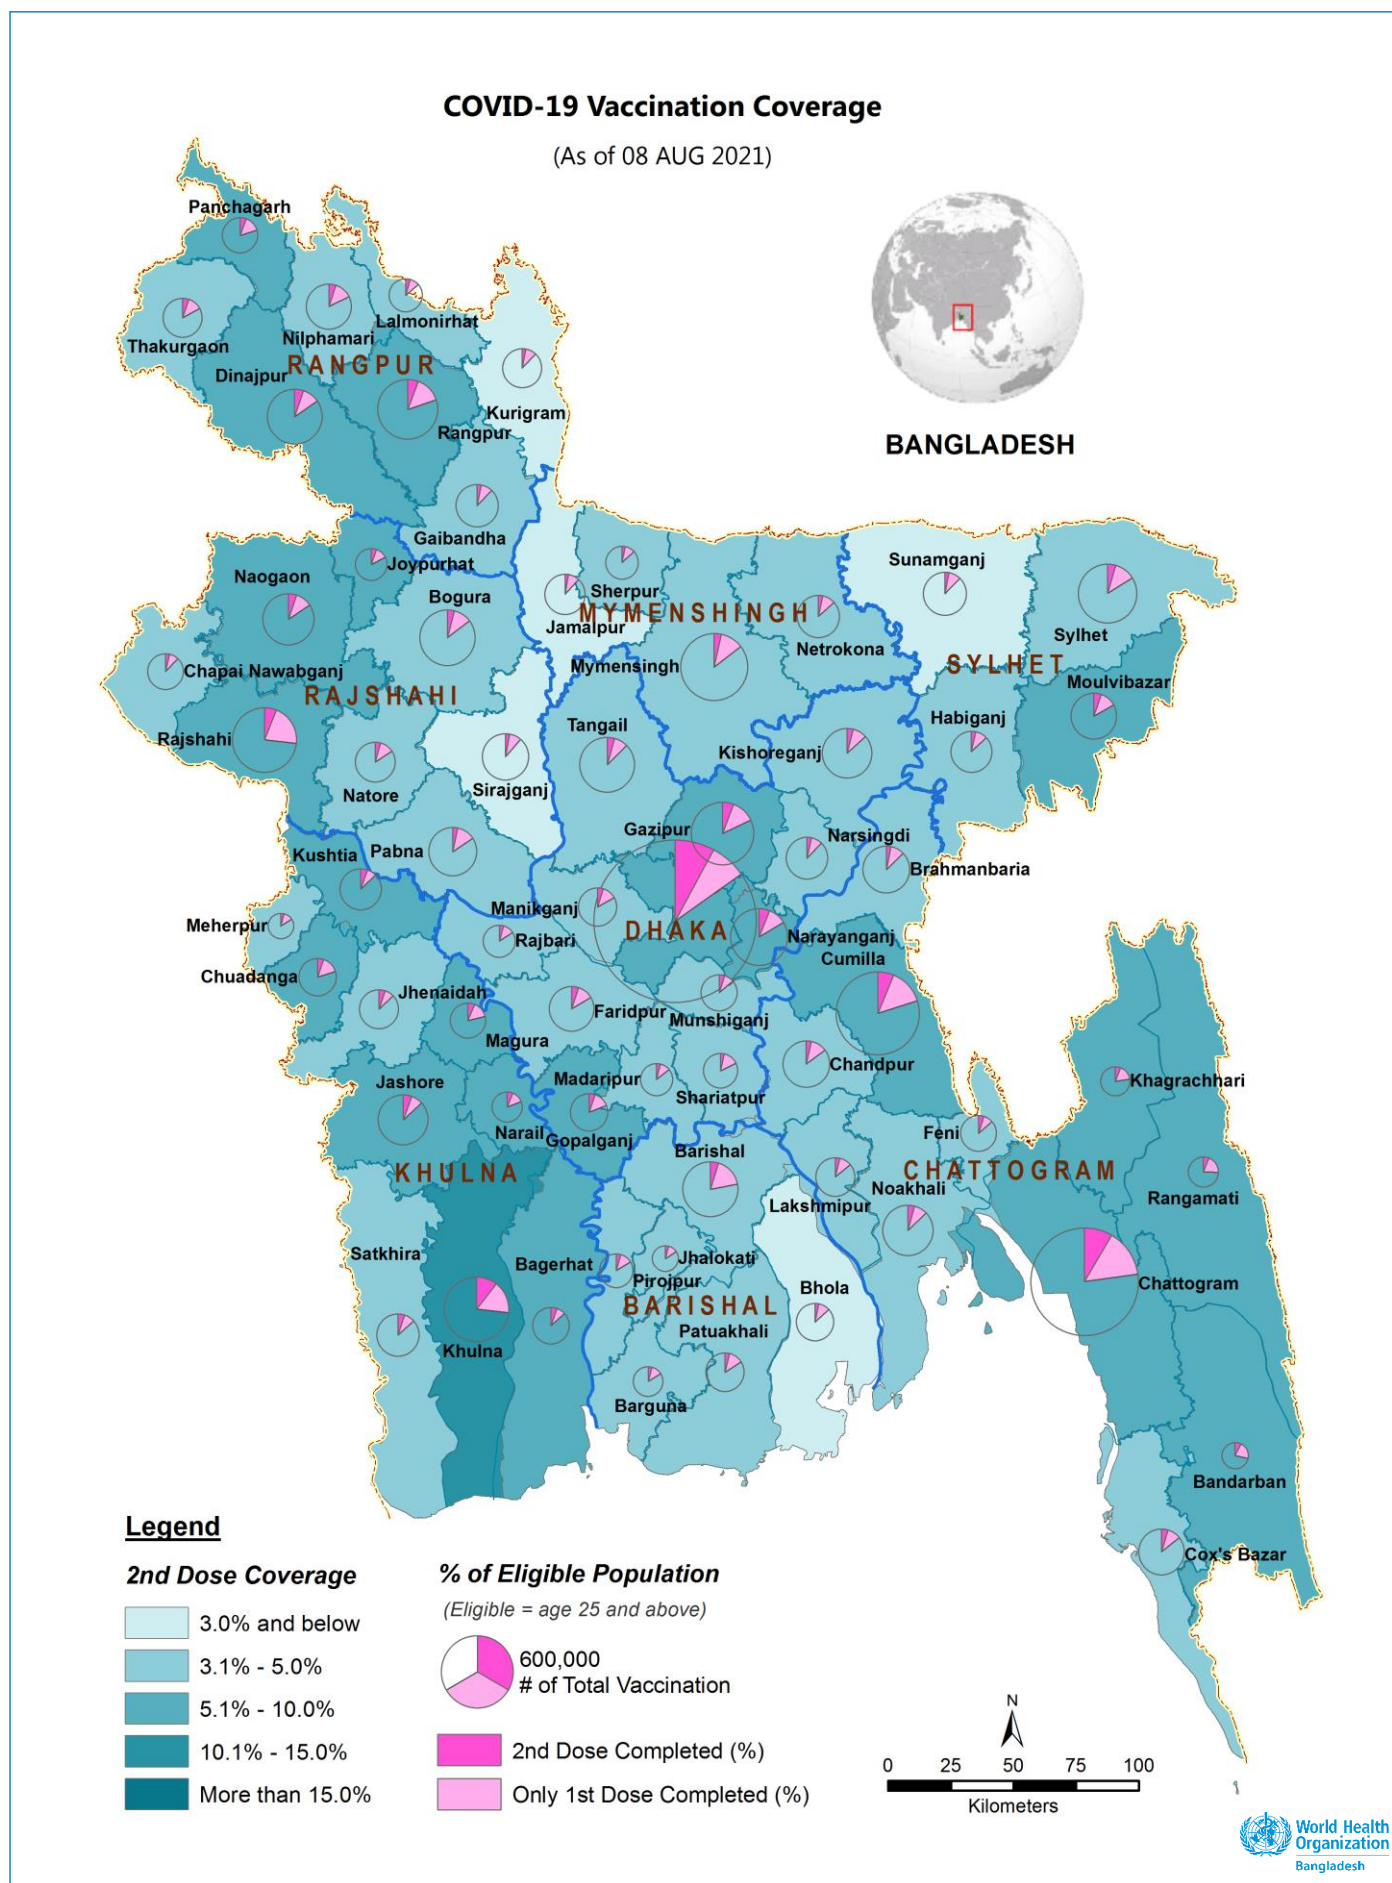 COVID-19 Vaccination Coverage
(As of 08 AUG 2021)
Panchagarh
Thakurgaon
Nilphamari
Lalmonirhat
RANGPUR
Dinajpur
Kurigram
Rangpur
BANGLADESH
Gaibandha
Joypurhat
Naogaon
Bogura
Sherpur
Sunamganj
MYMENSHINGH
Jamalpur
Sylhet
Netrokona
Mymensingh
SYLHET
Chapai Nawabganj
RAJSHAHI
Moulvibazar
Habiganj
Tangail
Rajshahi
Kishoreganj
Sirajganj
Natore
Gazipur
Narsingdi
Kushtia
Pabna
Brahmanbaria
Manikganj
Meherpur
DHAKA
Rajbari
Narayanganj
Cumilla
Chuadanga
Jhenaidah
Faridpur
Munshiganj
Magura
Chandpur
Jashore
Madaripur
Shariatpur
Khagrachhari
Narail
Gopalganj
Feni
Barishal
KHULNA
CHATTOGRAM
Noakhali
Lakshmipur
Rangamati
Satkhira
Bagerhat
Jhalokati
Pirojpur
Bhola
Chattogram
BARISHAL
Patuakhali
Khulna
Barguna
Bandarban
Cox's Bazar
Legend
2nd Dose Coverage
3.0% and below
3.1% - 5.0%
5.1% - 10.0%
10.1% - 15.0%
More than 15.0%
% of Eligible Population
(Eligible = age 25 and above)
600,000
# of Total Vaccination
2nd Dose Completed (%)
Only 1st Dose Completed (%)
N
0 25 50 75 100
Kilometers
World Health
Organization
Bangladesh